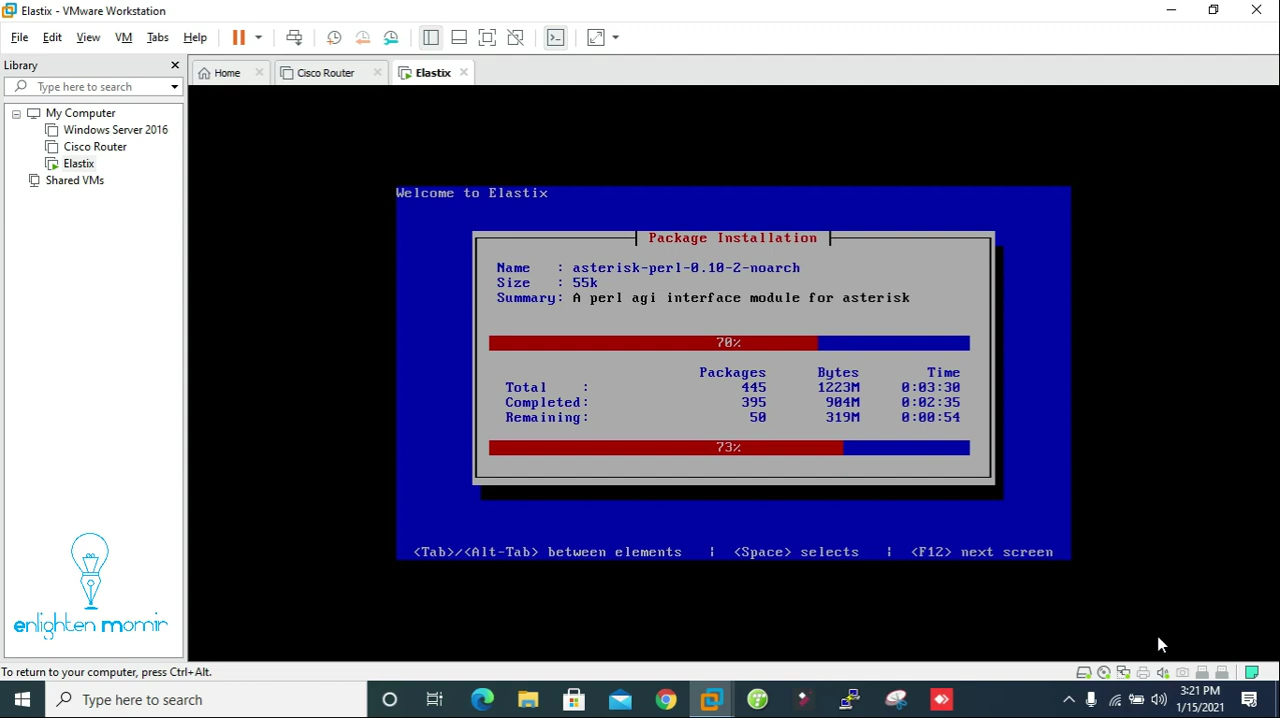 Elastix - VMware Workstation
File Edit View VM Tabs Help
Library
Type here to search
Home Cisco Router Elastix
My Computer
Windows Server 2016
Cisco Router
Elastix
Shared VMs
Welcome to Elastix
Package Installation
Name : asterisk-perl-0.10-2-noarch
Size : 55k
Summary: A perl agi interface module for asterisk
70%
Packages Bytes Time
Total : 445 1223M 0:03:30
Completed: 395 904M 0:02:35
Remaining: 50 319M 0:00:54
73%
<Tab>/<Alt-Tab> between elements | <Space> selects | <F12> next screen
enlighten momin
To return to your computer, press Ctrl+Alt.
Type here to search
3:21 PM
1/15/2021